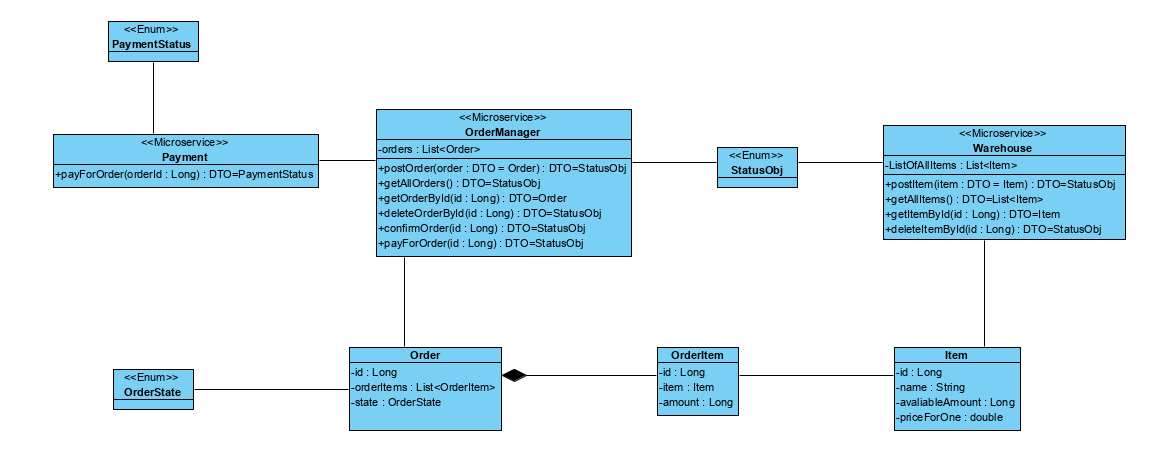 <<Enum>>
PaymentStatus
<<Microservice>>
Payment
+payForOrder(orderId : Long) : DTO=PaymentStatus
<<Microservice>>
OrderManager
-orders : List<Order>
+postOrder(order : DTO = Order) : DTO=StatusObj
+getAllOrders() : DTO=StatusObj
+getOrderById(id : Long) : DTO=Order
+deleteOrderById(id : Long) : DTO=StatusObj
+confirmOrder(id : Long) : DTO=StatusObj
+payForOrder(id : Long) : DTO=StatusObj
<<Enum>>
StatusObj
<<Microservice>>
Warehouse
-ListOfAllItems : List<Item>
+postItem(item : DTO = Item) : DTO=StatusObj
+getAllItems() : DTO=List<Item>
+getItemById(id : Long) : DTO=Item
+deleteItemById(id : Long) : DTO=StatusObj
<<Enum>>
OrderState
Order
-id : Long
-orderItems : List<OrderItem>
-state : OrderState
OrderItem
-id : Long
-item : Item
-amount : Long
Item
-id : Long
-name : String
-avaliableAmount : Long
-priceForOne : double